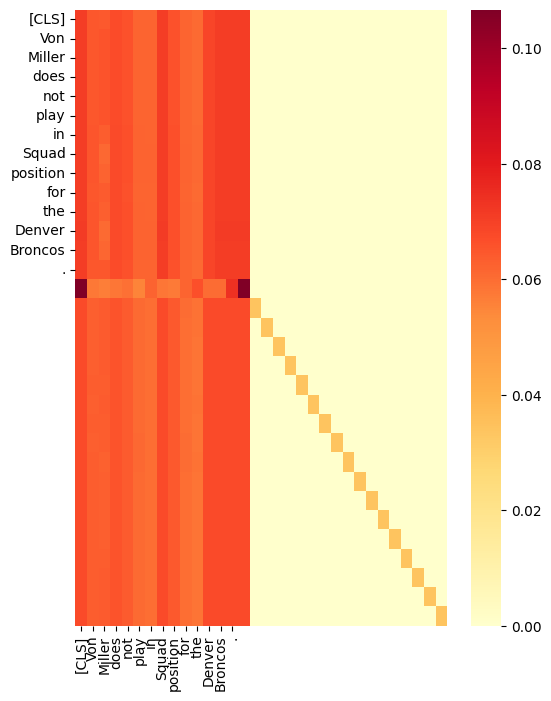 [CLS]
Von
Miller
does
not
play
in
Squad
position
for
the
Denver
Broncos
.
[CLS]
Von
Miller
does
not
play
in
Squad
position
for
the
Denver
Broncos
.
0.10
0.08
0.06
0.04
0.02
0.00